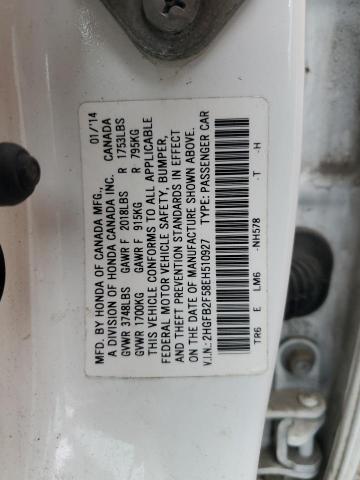 MFD. BY HONDA OF CANADA MFG., 01/'14
A DIVISION OF HONDA CANADA INC. CANADA
GVWR 3748LBS GAWR F 2018LBS R 1753LBS
GVWR 1700KG GAWR F 915KG R 795KG
THIS VEHICLE CONFORMS TO ALL APPLICABLE
FEDERAL MOTOR VEHICLE SAFETY, BUMPER,
AND THEFT PREVENTION STANDARDS IN EFFECT
ON THE DATE OF MANUFACTURE SHOWN ABOVE.
V.I.N.: 2HGFB2F58EH510927 TYPE: PASSENGER CAR
TR6 E LM6 -NH578 -T -H